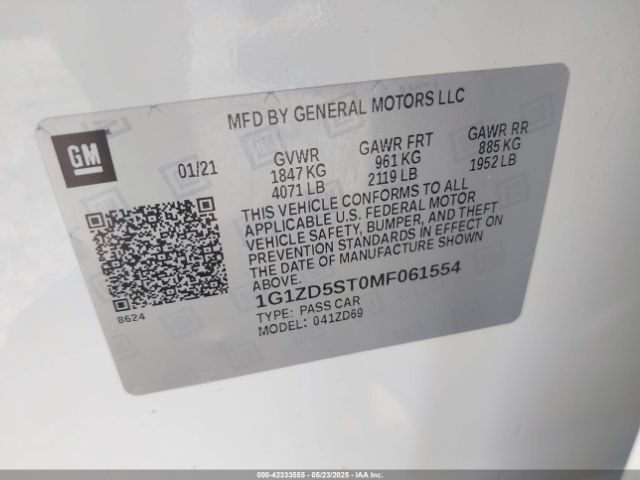 MFD BY GENERAL MOTORS LLC
GM
01/21
GVWR
1847 KG
4071 LB
GAWR FRT
961 KG
2119 LB
GAWR RR
885 KG
1952 LB
THIS VEHICLE CONFORMS TO ALL
APPLICABLE U.S. FEDERAL MOTOR
VEHICLE SAFETY, BUMPER, AND THEFT
PREVENTION STANDARDS IN EFFECT ON
THE DATE OF MANUFACTURE SHOWN
ABOVE.
1G1ZD5ST0MF061554
TYPE: PASS CAR
MODEL: 041ZD69
8624
000-42333565 - 05/23/2025 - IAAI.COM